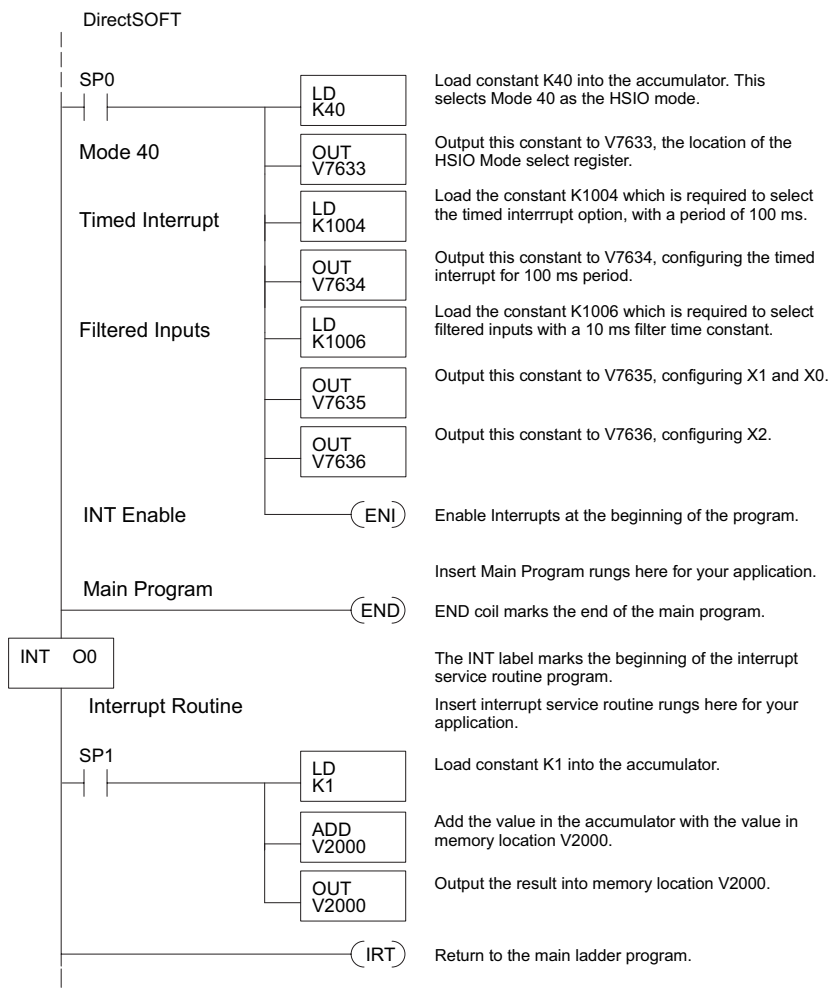 DirectSOFT
SP0
LD
K40
Load constant K40 into the accumulator. This
selects Mode 40 as the HSIO mode.
Mode 40
OUT
V7633
Output this constant to V7633, the location of the
HSIO Mode select register.
Timed Interrupt
LD
K1004
Load the constant K1004 which is required to select
the timed interrrupt option, with a period of 100 ms.
OUT
V7634
Output this constant to V7634, configuring the timed
interrupt for 100 ms period.
Filtered Inputs
LD
K1006
Load the constant K1006 which is required to select
filtered inputs with a 10 ms filter time constant.
OUT
V7635
Output this constant to V7635, configuring X1 and X0.
OUT
V7636
Output this constant to V7636, configuring X2.
INT Enable
ENI
Enable Interrupts at the beginning of the program.
Insert Main Program rungs here for your application.
Main Program
END
END coil marks the end of the main program.
INT O0
The INT label marks the beginning of the interrupt
service routine program.
Interrupt Routine
Insert interrupt service routine rungs here for your
application.
SP1
LD
K1
Load constant K1 into the accumulator.
ADD
V2000
Add the value in the accumulator with the value in
memory location V2000.
OUT
V2000
Output the result into memory location V2000.
IRT
Return to the main ladder program.